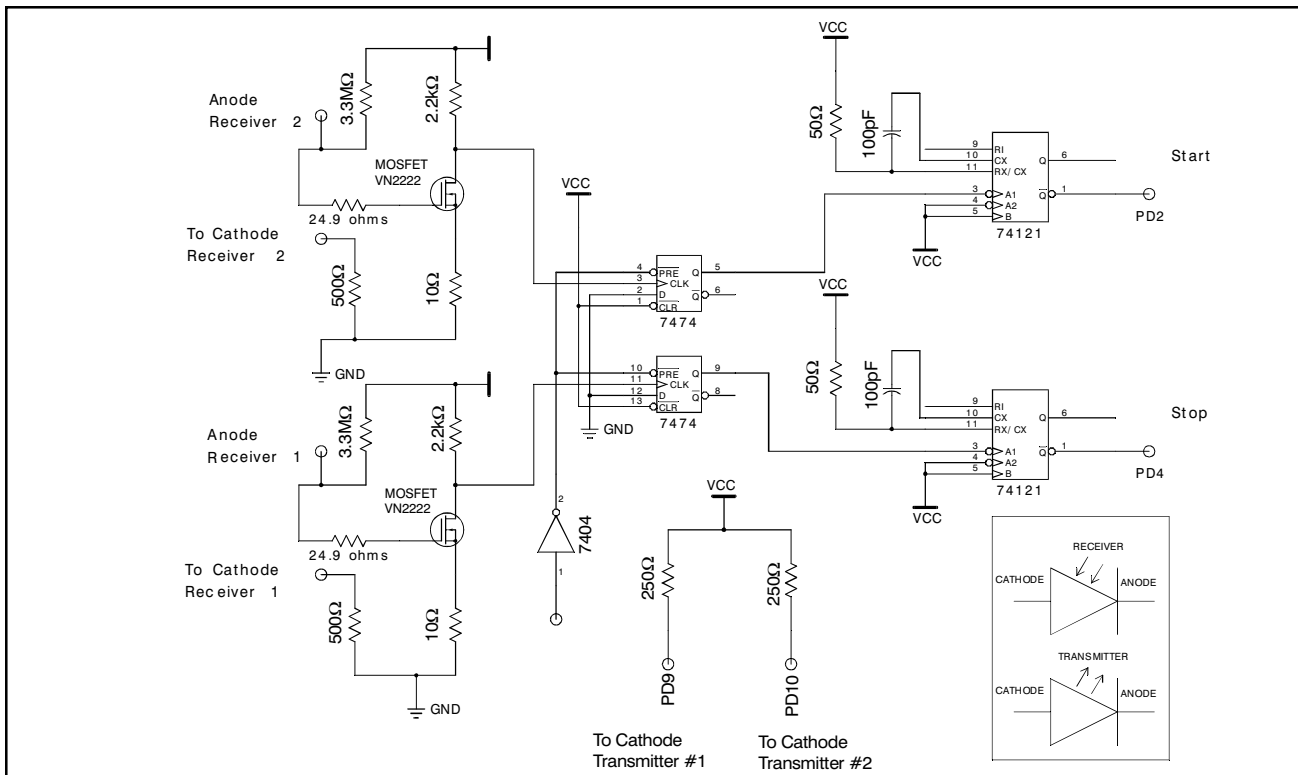 VCC
VCC
3.3MΩ
2.2kΩ
Anode
Receiver 2
MOSFET
VN2222
24.9 ohms
To Cathode
Receiver 2
500Ω
10Ω
GND
50Ω
100pF
9 RI
10 CX
11 RX/ CX
3 A1
4 A2
5 B
Q 6
Q 1
74121
Start
PD2
VCC
VCC
4 PRE
3 CLK
2 D
1 CLR
Q 5
Q 6
7474
10 PRE
11 CLK
12 D
13 CLR
Q 9
Q 8
7474
GND
3.3MΩ
2.2kΩ
Anode
Receiver 1
MOSFET
VN2222
24.9 ohms
To Cathode
Receiver 1
500Ω
10Ω
GND
2
7404
1
VCC
50Ω
100pF
9 RI
10 CX
11 RX/ CX
3 A1
4 A2
5 B
Q 6
Q 1
74121
Stop
PD4
VCC
250Ω
250Ω
PD9
PD10
To Cathode
Transmitter #1
To Cathode
Transmitter #2
RECEIVER
CATHODE
ANODE
TRANSMITTER
CATHODE
ANODE